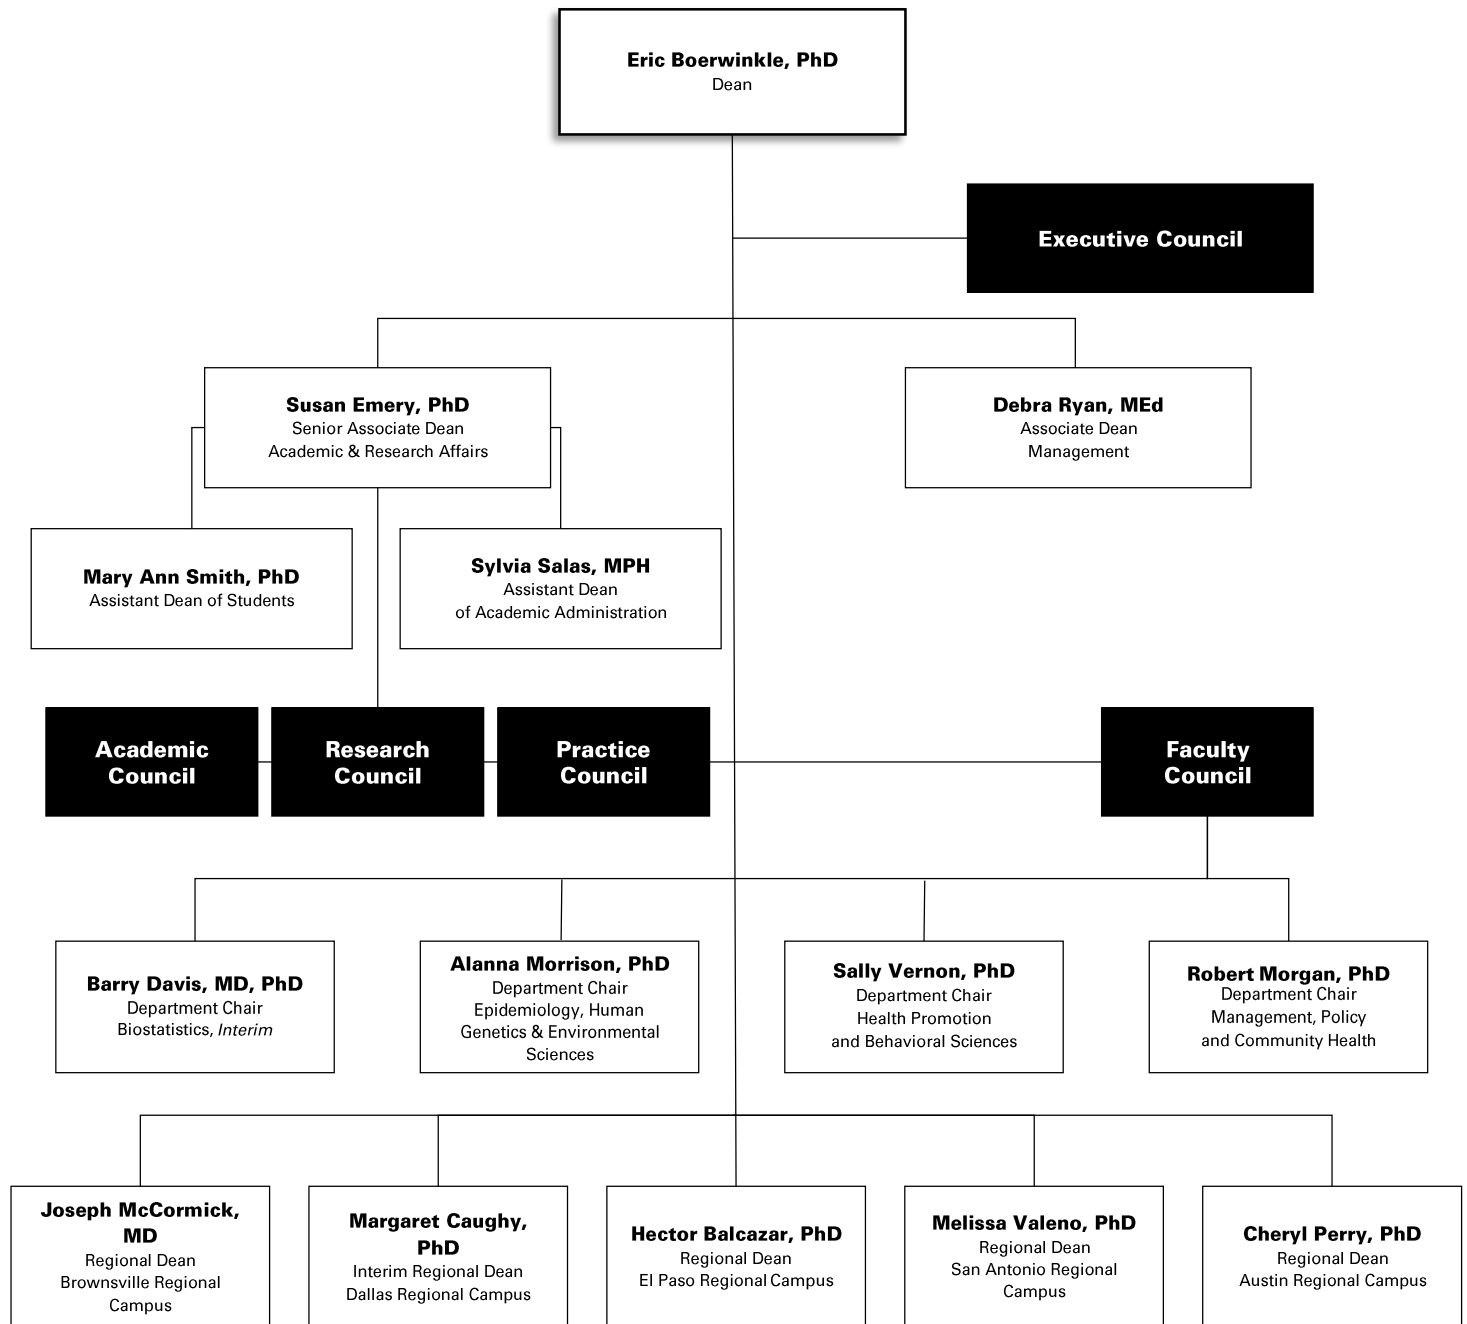 Eric Boerwinkle, PhD
Dean
Executive Council
Susan Emery, PhD
Senior Associate Dean
Academic & Research Affairs
Debra Ryan, MEd
Associate Dean
Management
Mary Ann Smith, PhD
Assistant Dean of Students
Sylvia Salas, MPH
Assistant Dean
of Academic Administration
Academic
Council
Research
Council
Practice
Council
Faculty
Council
Barry Davis, MD, PhD
Department Chair
Biostatistics, Interim
Alanna Morrison, PhD
Department Chair
Epidemiology, Human
Genetics & Environmental
Sciences
Sally Vernon, PhD
Department Chair
Health Promotion
and Behavioral Sciences
Robert Morgan, PhD
Department Chair
Management, Policy
and Community Health
Joseph McCormick,
MD
Regional Dean
Brownsville Regional
Campus
Margaret Caughy,
PhD
Interim Regional Dean
Dallas Regional Campus
Hector Balcazar, PhD
Regional Dean
El Paso Regional Campus
Melissa Valeno, PhD
Regional Dean
San Antonio Regional
Campus
Cheryl Perry, PhD
Regional Dean
Austin Regional Campus